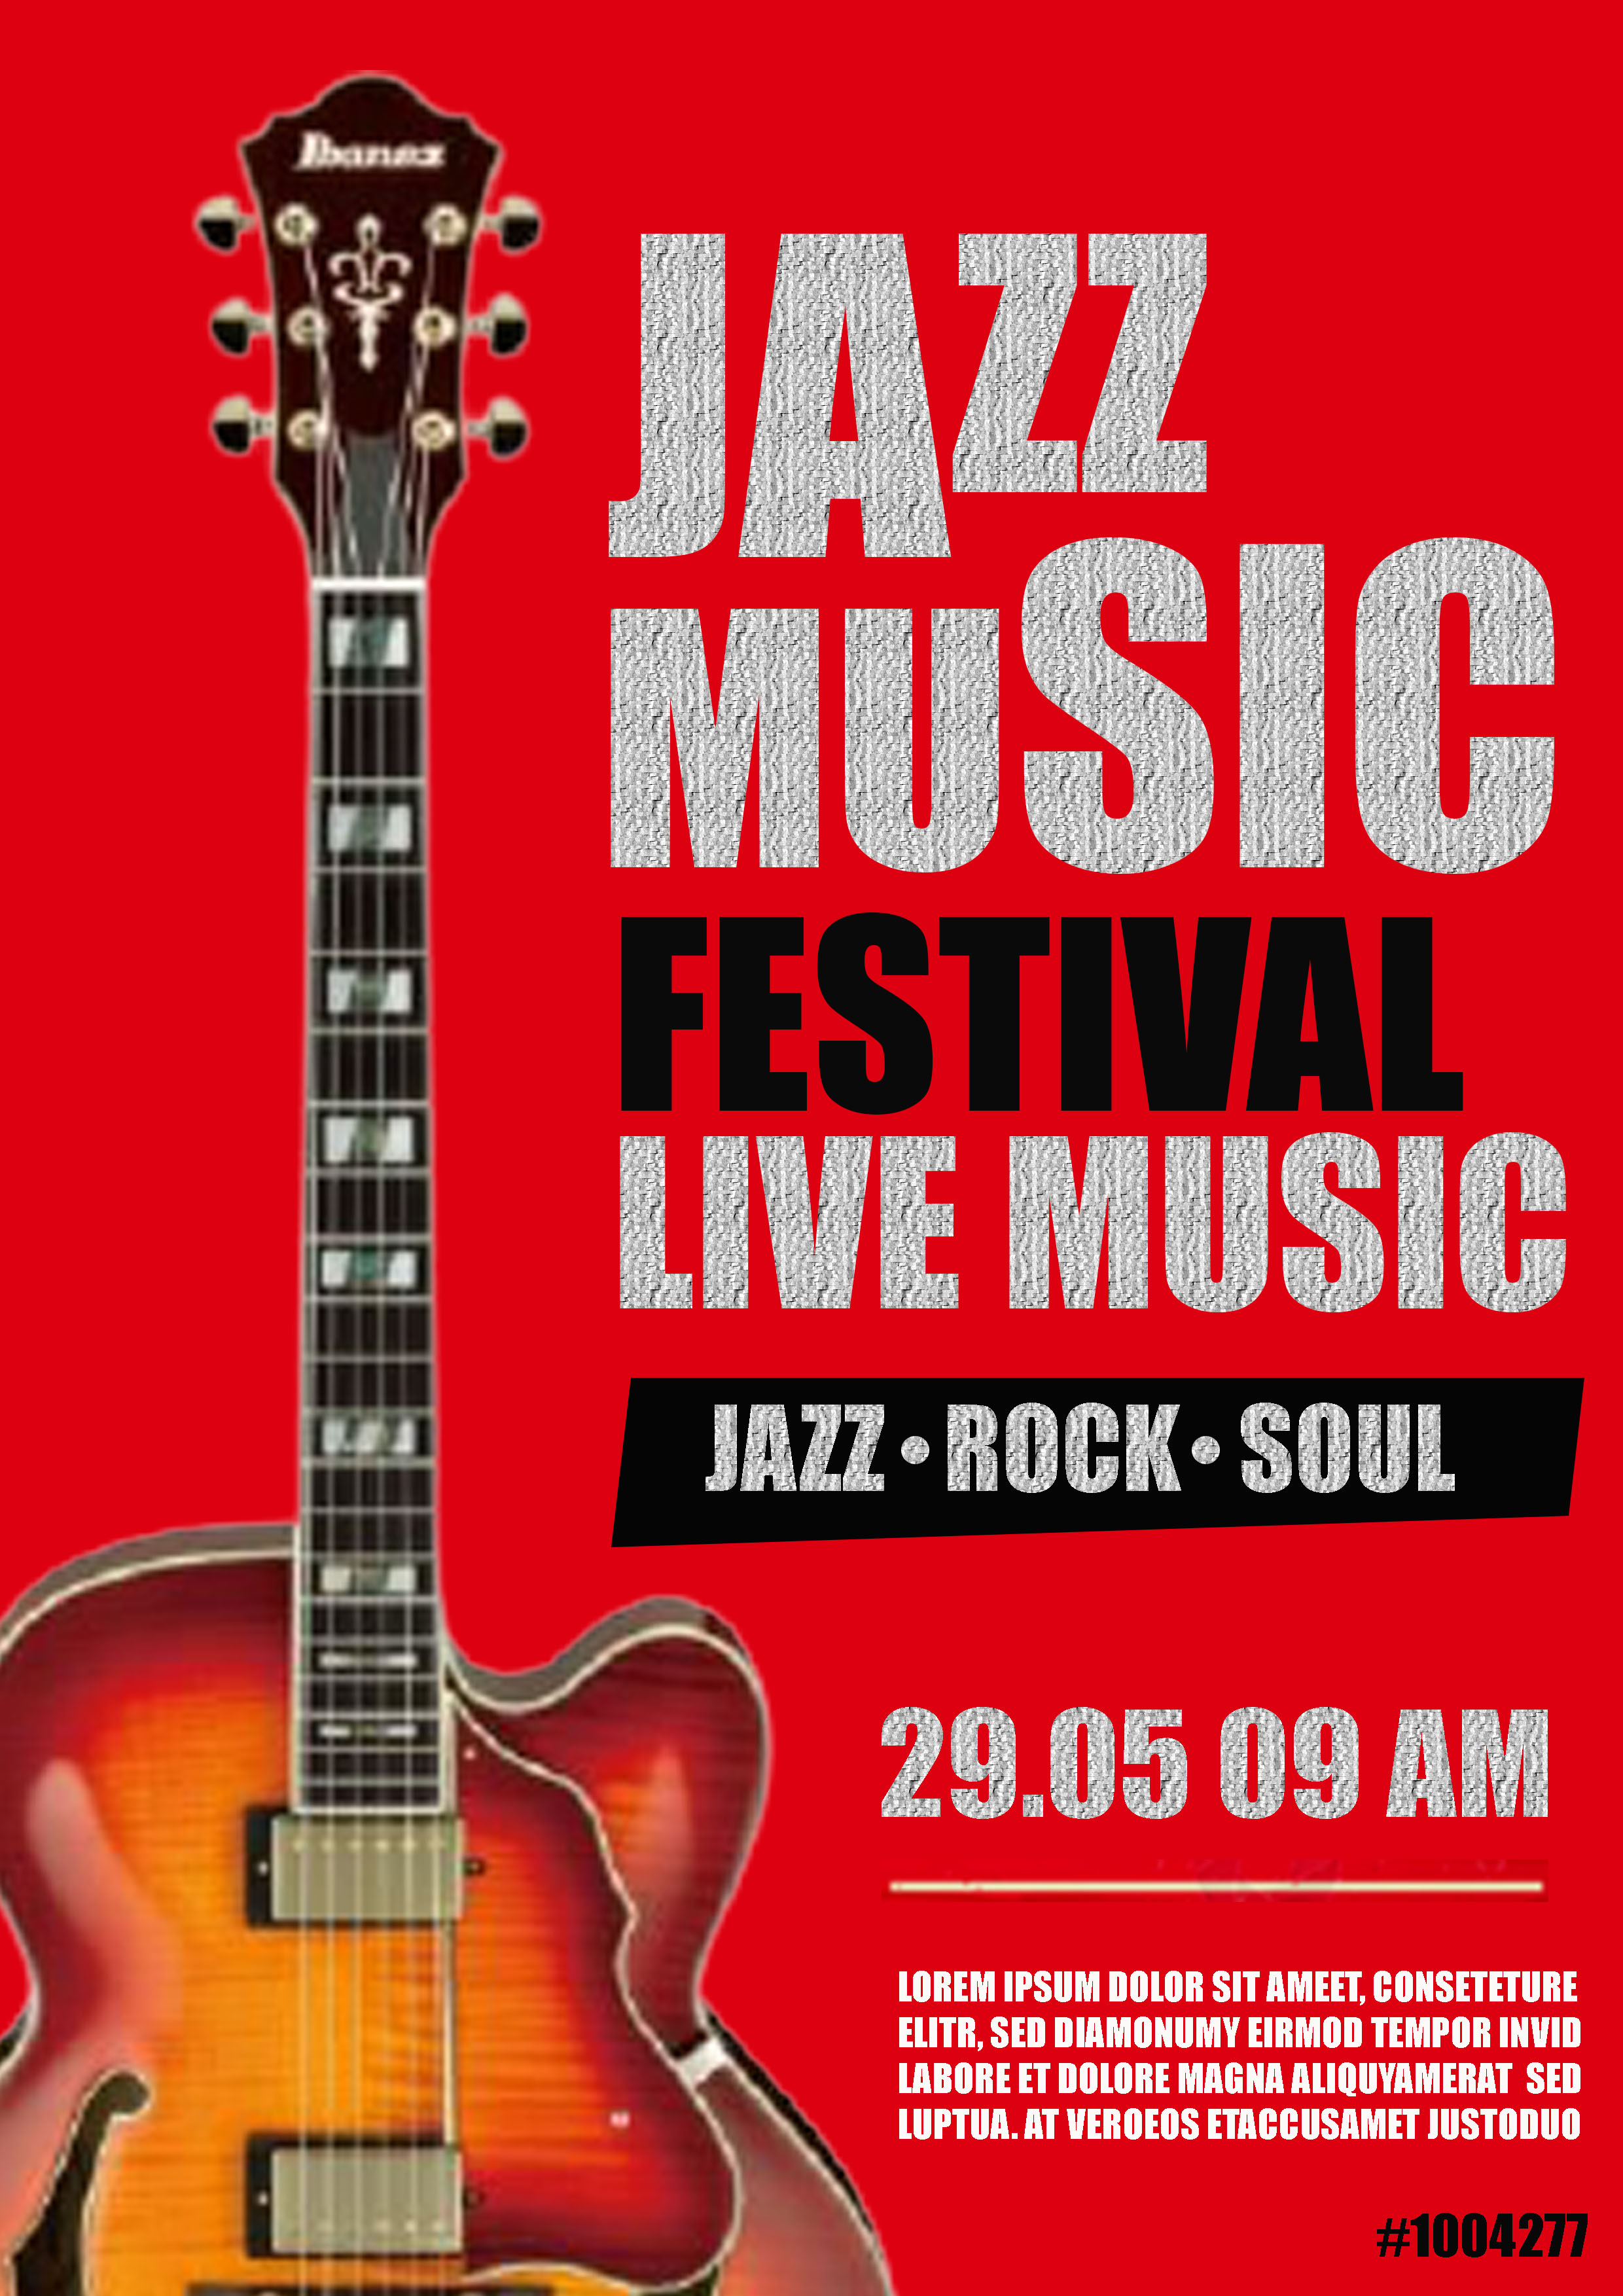 Ibanez
JAZZ
MUSIC
FESTIVAL
LIVE MUSIC
JAZZ • ROCK • SOUL
29.05 09 AM
LOREM IPSUM DOLOR SIT AMEET, CONSETETURE
ELITR, SED DIAMONUMY EIRMOD TEMPOR INVID
LABORE ET DOLORE MAGNA ALIQUYAMERAT SED
LUPTUA. AT VEROEOS ETACCUSAMET JUSTODUO
#1004277